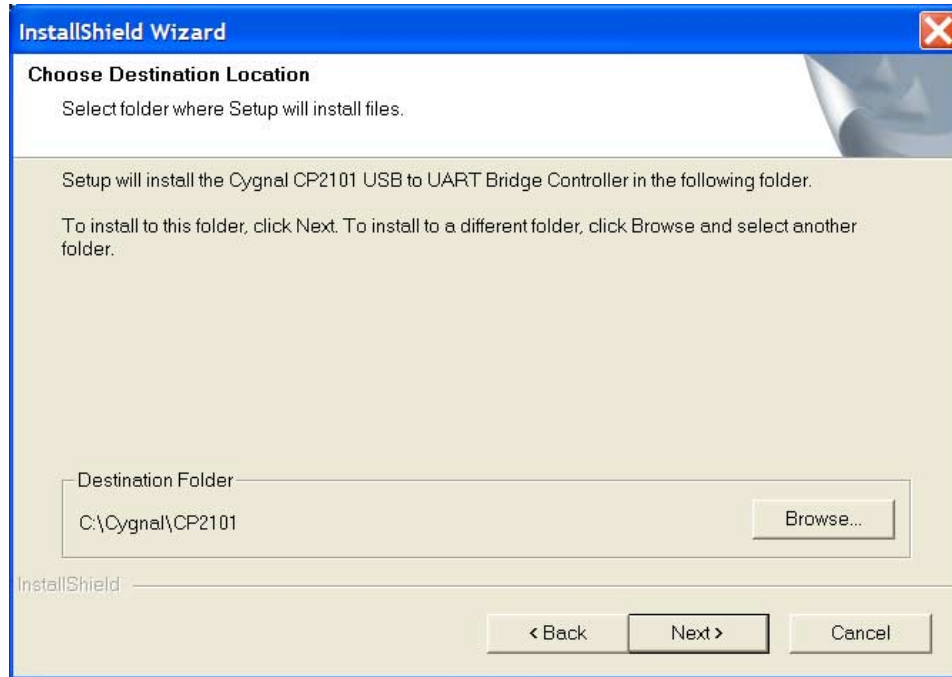 InstallShield Wizard
Choose Destination Location
Select folder where Setup will install files.
Setup will install the Cygnal CP2101 USB to UART Bridge Controller in the following folder.
To install to this folder, click Next. To install to a different folder, click Browse and select another
folder.
Destination Folder
C:\Cygnal\CP2101
Browse...
InstallShield
< Back
Next >
Cancel